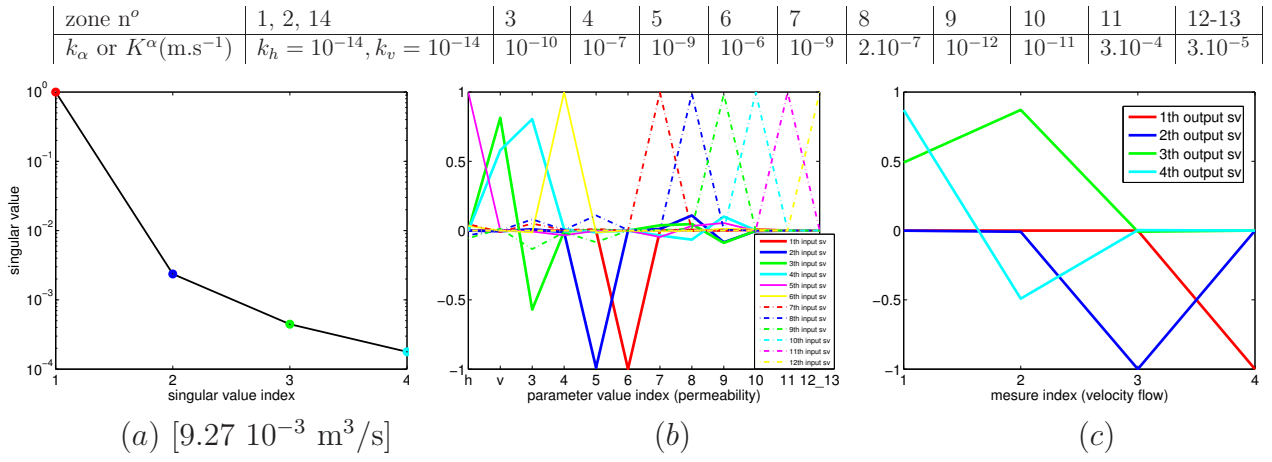 zone nº 1, 2, 14 3 4 5 6 7 8 9 10 11 12-13
k_α or K^α(m.s⁻¹) k_h = 10⁻¹⁴, k_v = 10⁻¹⁴ 10⁻¹⁰ 10⁻⁷ 10⁻⁹ 10⁻⁶ 10⁻⁹ 2.10⁻⁷ 10⁻¹² 10⁻¹¹ 3.10⁻⁴ 3.10⁻⁵
10⁰
10⁻¹
10⁻²
10⁻³
10⁻⁴
singular value
1 2 3 4
singular value index
(a) [9.27 10⁻³ m³/s]
1
0.5
0
−0.5
−1
1th input sv
2th input sv
3th input sv
4th input sv
5th input sv
6th input sv
7th input sv
8th input sv
9th input sv
10th input sv
11th input sv
12th input sv
h v 3 4 5 6 7 8 9 10 11 12_13
parameter value index (permeability)
(b)
1
0.5
0
−0.5
−1
1th output sv
2th output sv
3th output sv
4th output sv
1 2 3 4
mesure index (velocity flow)
(c)